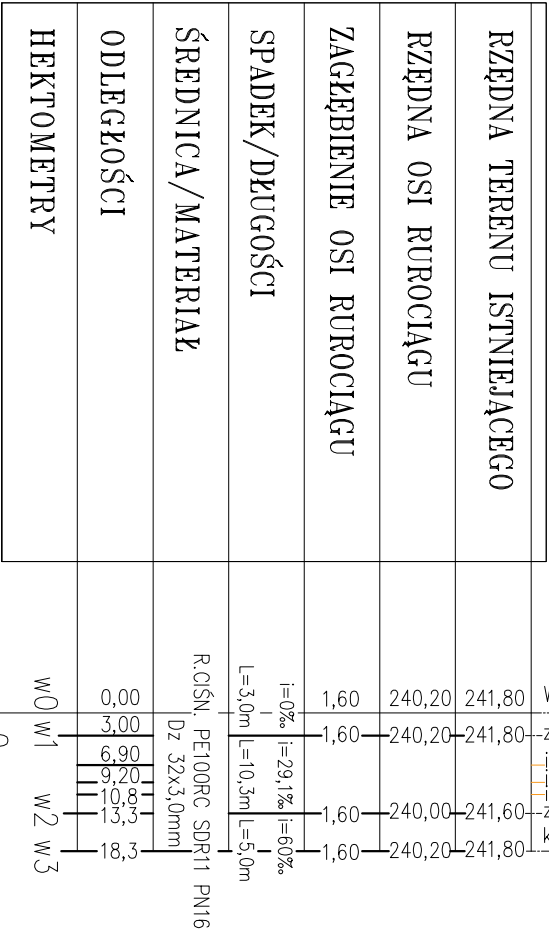 RZĘDNA TERENU ISTNIEJĄCEGO
241,80 241,80 241,60 241,80
RZĘDNA OSI RUROCIĄGU
240,20 240,20 240,00 240,20
ZAGŁĘBIENIE OSI RUROCIĄGU
1,60 1,60 1,60 1,60
SPADEK/DŁUGOŚCI
i=0‰ i=29,1‰ i=60‰
L=3,0m L=10,3m L=5,0m
ŚREDNICA/MATERIAŁ
R.CIŚN. PE100RC SDR11 PN16
Dz 32x3,0mm
ODLEGŁOŚCI
0,00 3,00 6,90 9,20 10,8 13,3 18,3
HEKTOMETRY
w0 w1 w2 w3